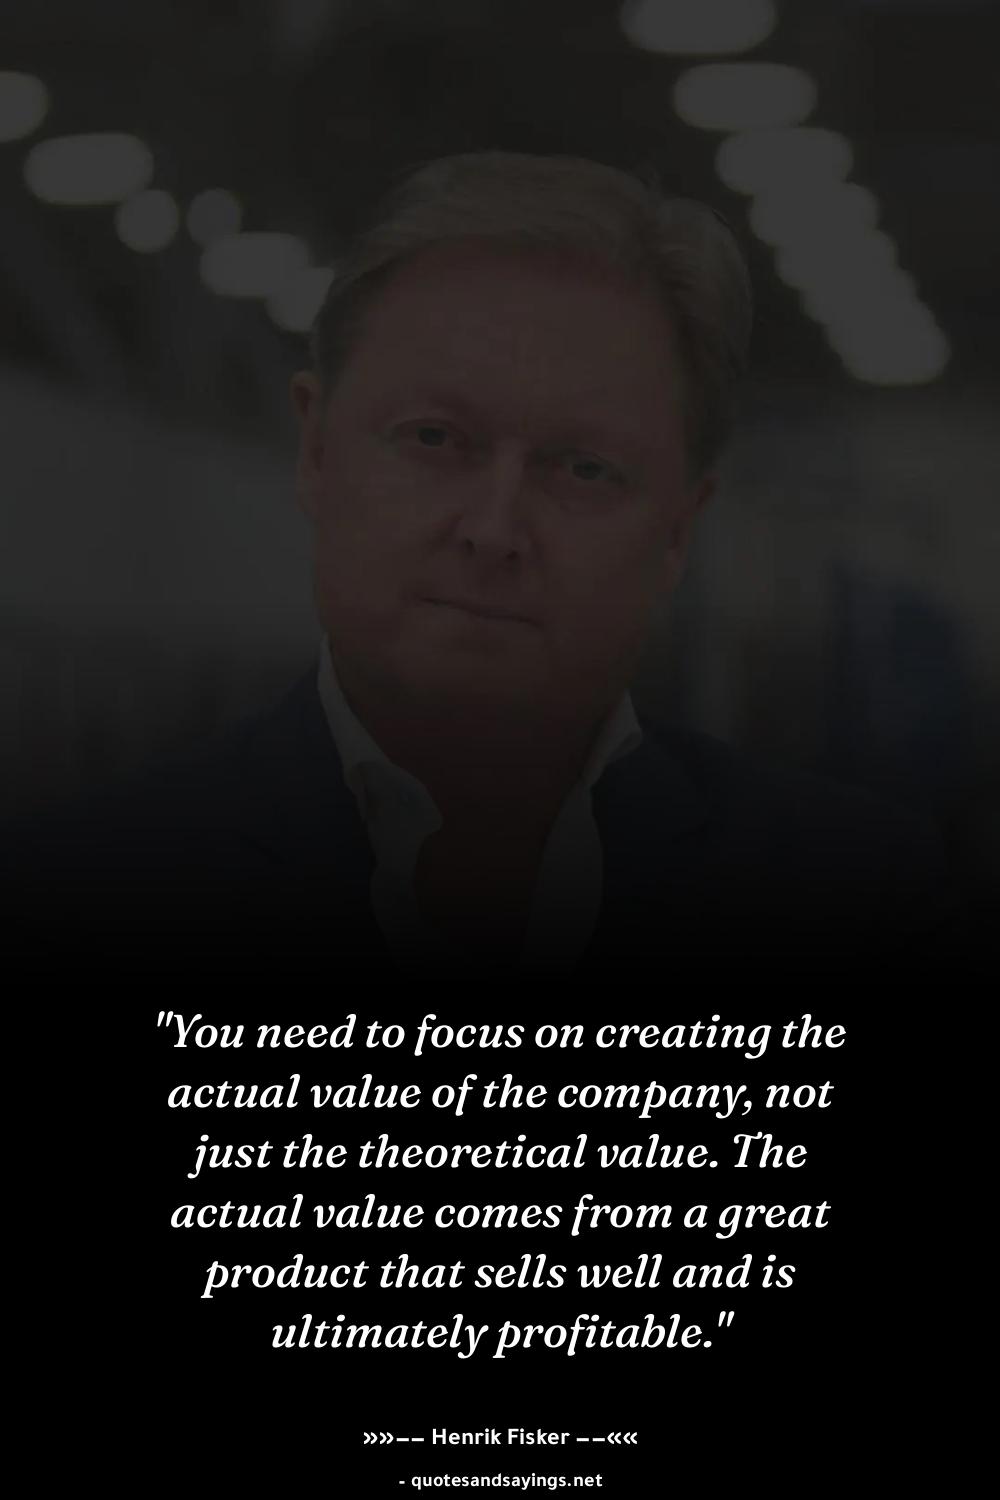 "You need to focus on creating the
actual value of the company, not
just the theoretical value. The
actual value comes from a great
product that sells well and is
ultimately profitable."
»»–– Henrik Fisker ––««
- quotesandsayings.net